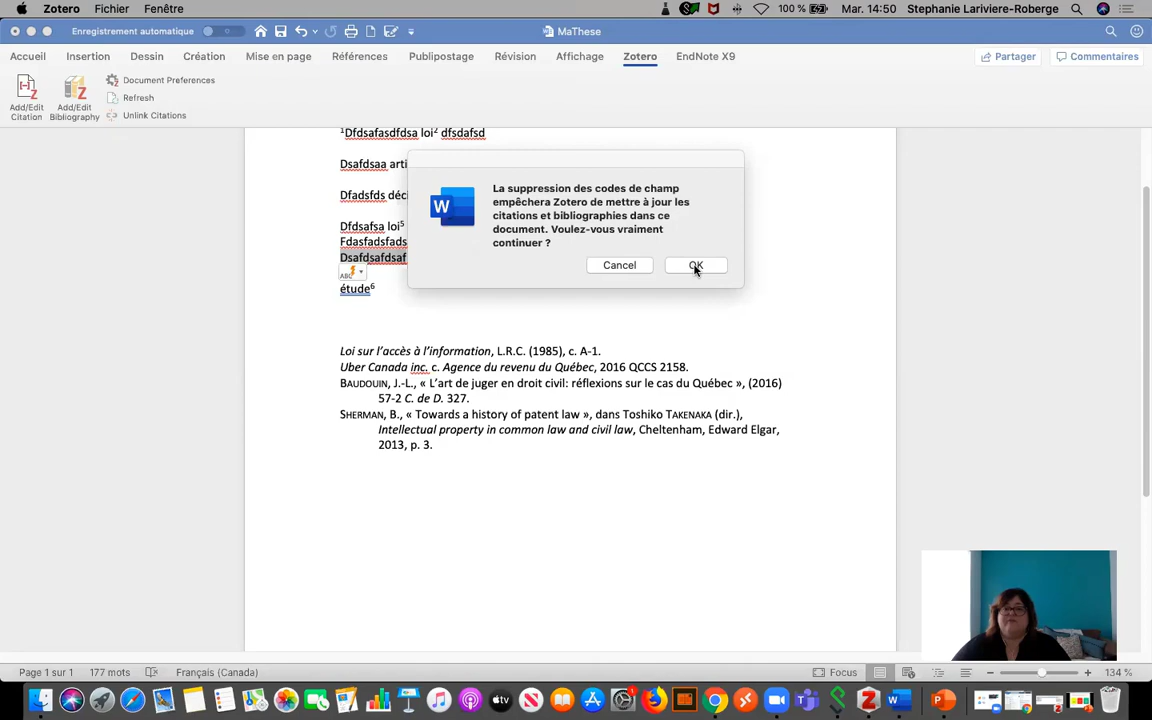 Zotero Fichier Fenêtre 100 % Mar. 14:50 Stephanie Lariviere-Roberge
Enregistrement automatique MaThese
Accueil Insertion Dessin Création Mise en page Références Publipostage Révision Affichage Zotero EndNote X9 Partager Commentaires
Add/Edit Citation
Add/Edit Bibliography
Document Preferences
Refresh
Unlink Citations
¹Dfdsafasdfdsa loi² dfsdafsd
Dsafdsaa arti
Dfadsfds déci
Dfdsafsa loi⁵
Fdasfadsfads
Dsafdsafdsaf
étude⁶
La suppression des codes de champ
empêchera Zotero de mettre à jour les
citations et bibliographies dans ce
document. Voulez-vous vraiment
continuer ?
Cancel OK
Loi sur l'accès à l'information, L.R.C. (1985), c. A-1.
Uber Canada inc. c. Agence du revenu du Québec, 2016 QCCS 2158.
BAUDOUIN, J.-L., « L'art de juger en droit civil: réflexions sur le cas du Québec », (2016)
57-2 C. de D. 327.
SHERMAN, B., « Towards a history of patent law », dans Toshiko TAKENAKA (dir.),
Intellectual property in common law and civil law, Cheltenham, Edward Elgar,
2013, p. 3.
Page 1 sur 1 177 mots Français (Canada) Focus 134 %